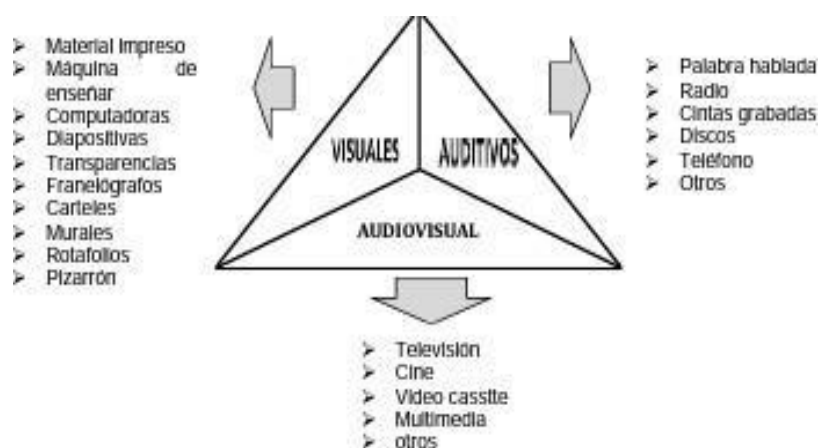 Material Impreso
Máquina de
enseñar
Computadoras
Diapositivas
Transparencias
Franelógrafos
Carteles
Murales
Rotafolios
Pizarrón
VISUALES
AUDITIVOS
AUDIOVISUAL
Palabra hablada
Radio
Cintas grabadas
Discos
Teléfono
Otros
Televisión
Cine
Video casstte
Multimedia
otros